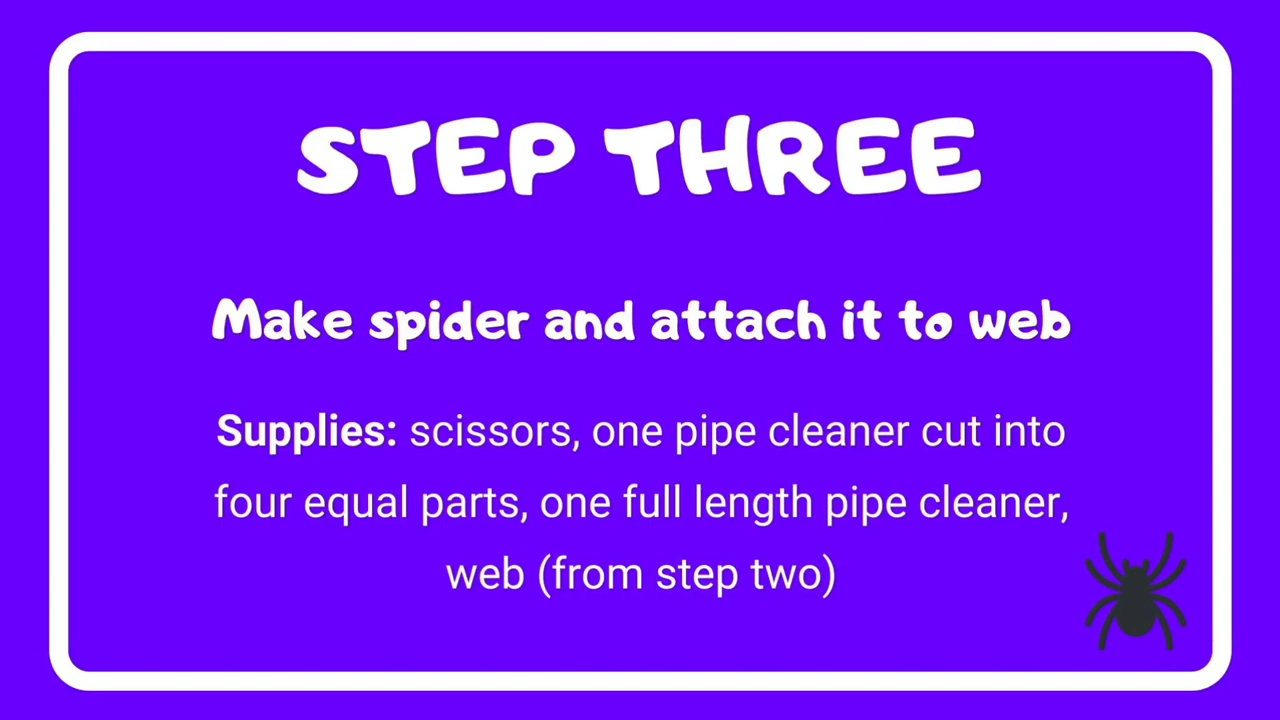 STEP THREE
Make spider and attach it to web
Supplies: scissors, one pipe cleaner cut into
four equal parts, one full length pipe cleaner,
web (from step two)